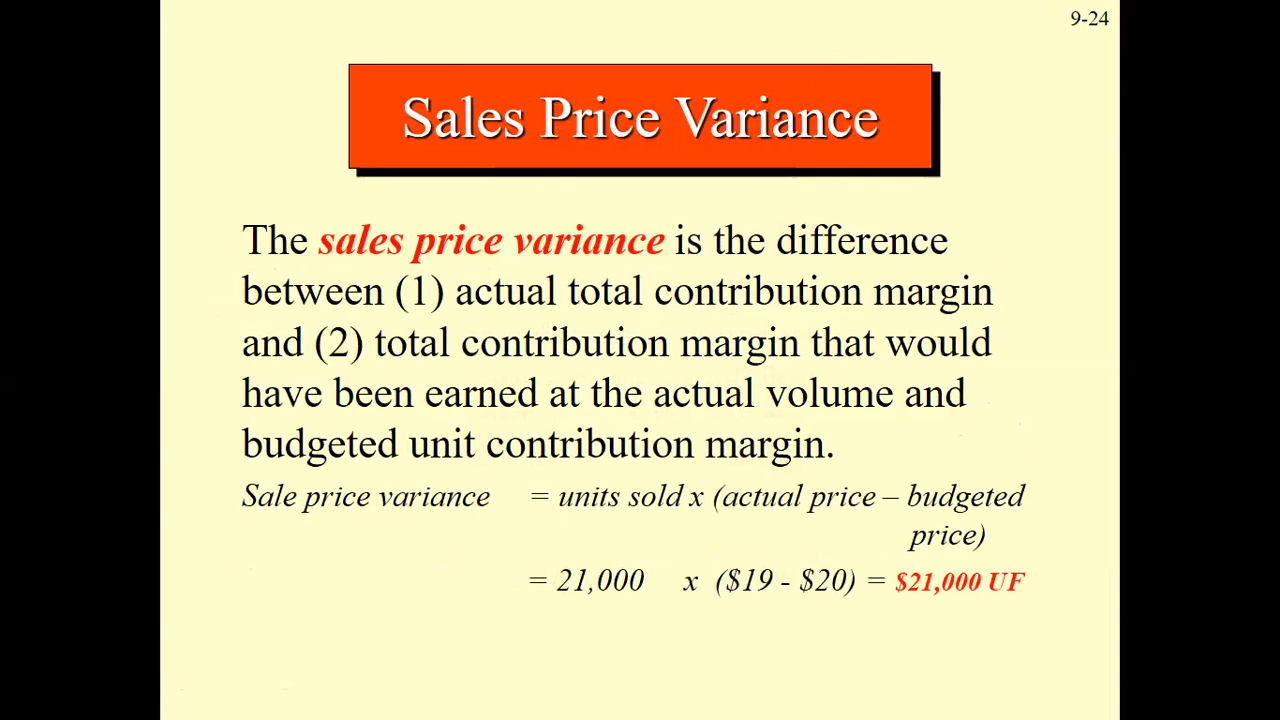 9-24
Sales Price Variance
The sales price variance is the difference
between (1) actual total contribution margin
and (2) total contribution margin that would
have been earned at the actual volume and
budgeted unit contribution margin.
Sale price variance = units sold x (actual price – budgeted
price)
= 21,000 x ($19 - $20) = $21,000 UF